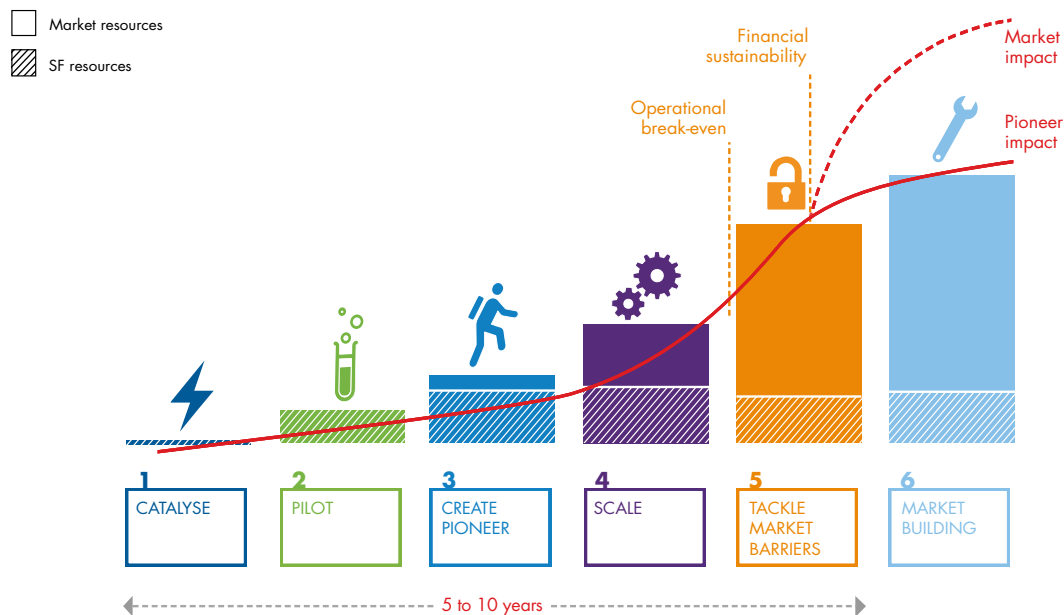 Market resources
SF resources
Financial
sustainability
Operational
break-even
Market
impact
Pioneer
impact
1
CATALYSE
2
PILOT
3
CREATE
PIONEER
4
SCALE
5
TACKLE
MARKET
BARRIERS
6
MARKET
BUILDING
5 to 10 years